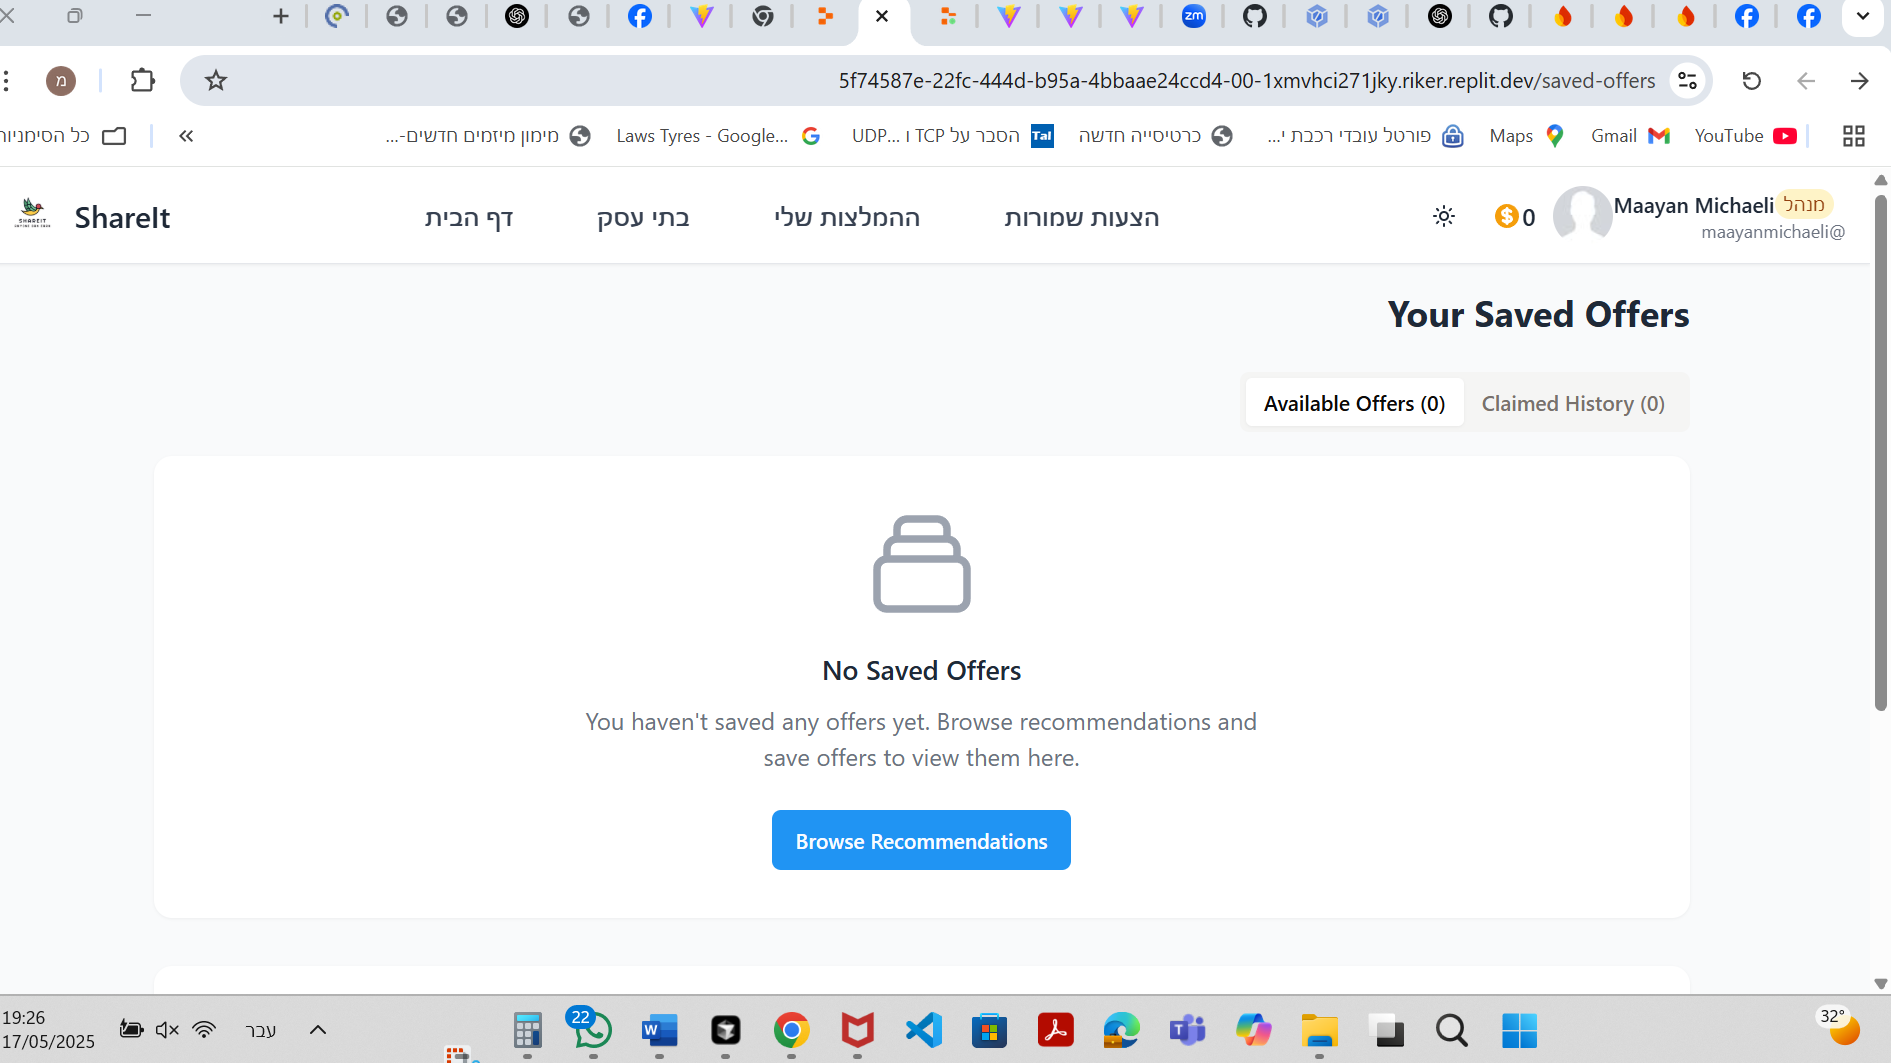 5f74587e-22fc-444d-b95a-4bbaae24ccd4-00-1xmvhci271jky.riker.replit.dev/saved-offers
מ
YouTube
Gmail
Maps
פורטל עובדי רכבת י...
כרטיסייה חדשה
הסבר על TCP ו UDP...
Laws Tyres - Google...
מימון מיזמים חדשים-...
כל הסימניות
Tal
zm
ShareIt
SHAREIT
דף הבית
בתי עסק
ההמלצות שלי
הצעות שמורות
0
Maayan Michaeli
מנהל
maayanmichaeli@
Your Saved Offers
Available Offers (0)
Claimed History (0)
No Saved Offers
You haven't saved any offers yet. Browse recommendations and
save offers to view them here.
Browse Recommendations
19:26
17/05/2025
עבר
22
32°